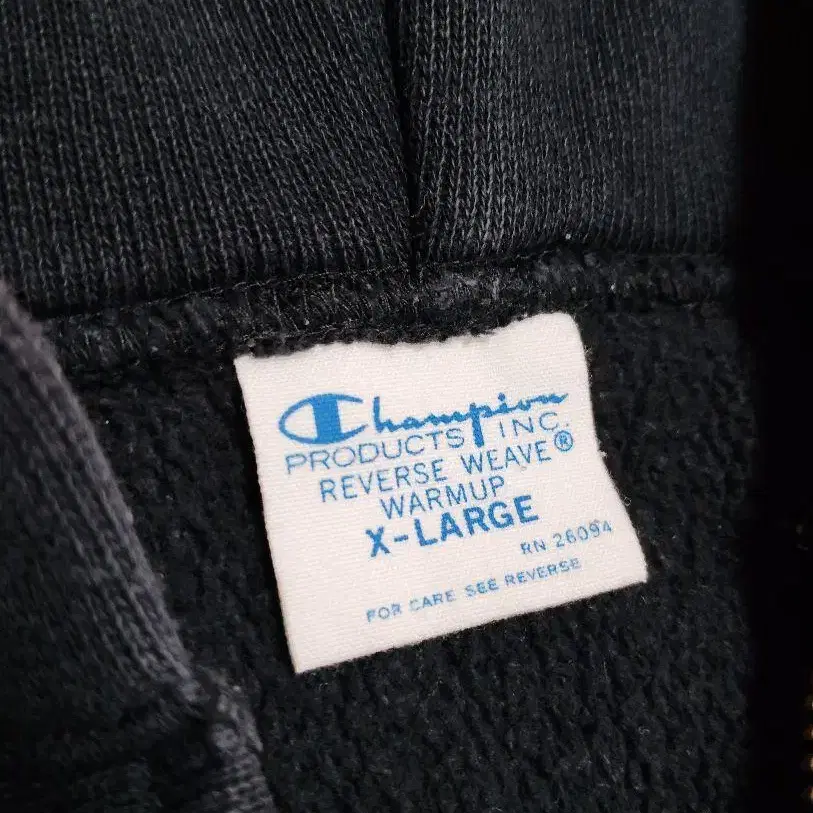 Champion
PRODUCTS INC.
REVERSE WEAVE®
WARMUP
X-LARGE
RN 26094
FOR CARE SEE REVERSE